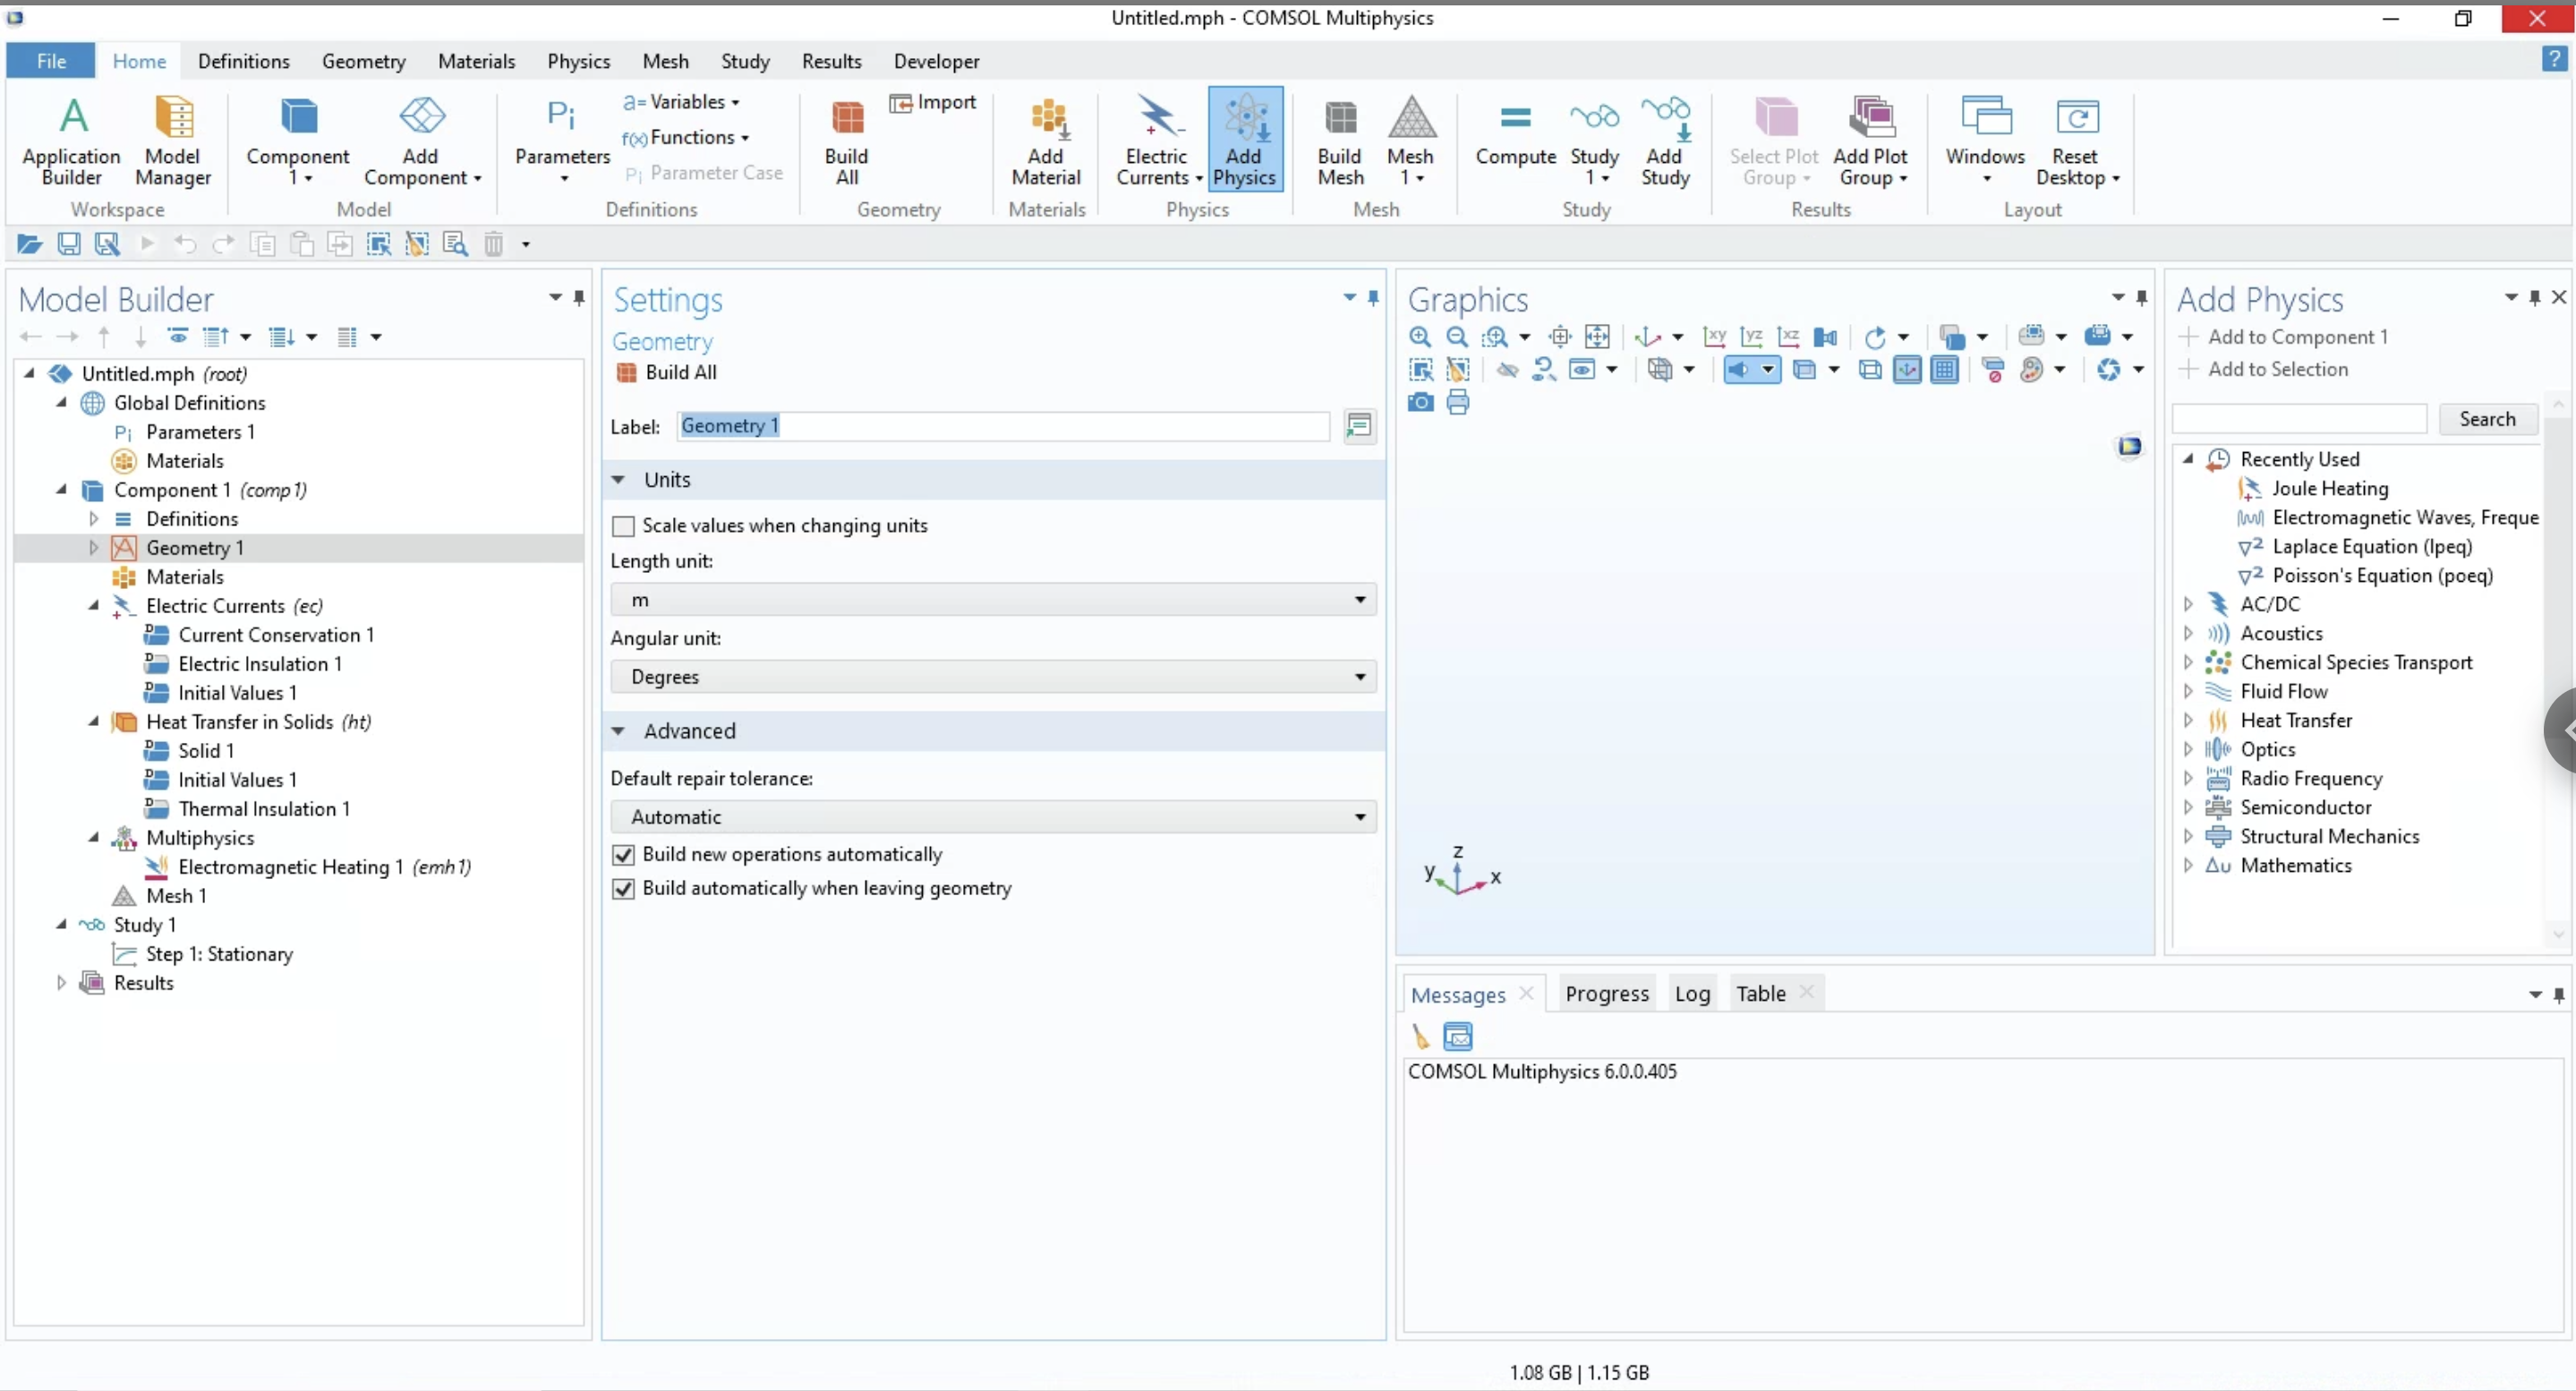 Untitled.mph - COMSOL Multiphysics
File Home Definitions Geometry Materials Physics Mesh Study Results Developer
?
Application Builder
Model Manager
Workspace
Component 1
Add Component
Model
Pi Parameters
a= Variables
f(x) Functions
Pi Parameter Case
Definitions
Build All
Import
Geometry
Add Material
Materials
Electric Currents
Add Physics
Physics
Build Mesh
Mesh 1
Mesh
Compute
Study 1
Add Study
Study
Select Plot Group
Add Plot Group
Results
Windows
Reset Desktop
Layout
Model Builder
Untitled.mph (root)
Global Definitions
Pi Parameters 1
Materials
Component 1 (comp1)
Definitions
Geometry 1
Materials
Electric Currents (ec)
Current Conservation 1
Electric Insulation 1
Initial Values 1
Heat Transfer in Solids (ht)
Solid 1
Initial Values 1
Thermal Insulation 1
Multiphysics
Electromagnetic Heating 1 (emh1)
Mesh 1
Study 1
Step 1: Stationary
Results
Settings
Geometry
Build All
Label: Geometry 1
Units
Scale values when changing units
Length unit:
m
Angular unit:
Degrees
Advanced
Default repair tolerance:
Automatic
Build new operations automatically
Build automatically when leaving geometry
Graphics
xy yz xz
z
y
x
Messages Progress Log Table
COMSOL Multiphysics 6.0.0.405
Add Physics
Add to Component 1
Add to Selection
Search
Recently Used
Joule Heating
Electromagnetic Waves, Freque
∇² Laplace Equation (lpeq)
∇² Poisson's Equation (poeq)
AC/DC
Acoustics
Chemical Species Transport
Fluid Flow
Heat Transfer
Optics
Radio Frequency
Semiconductor
Structural Mechanics
Δu Mathematics
1.08 GB | 1.15 GB